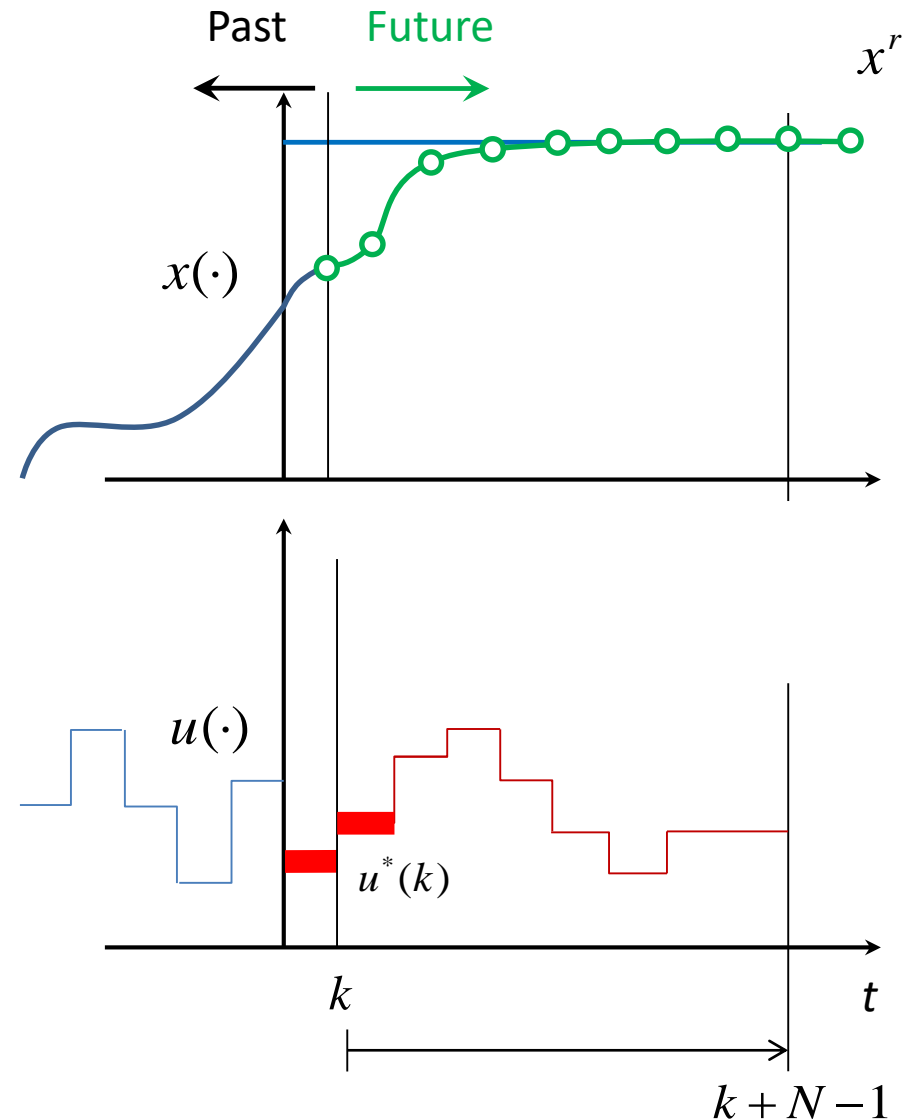 Past Future
x^r
x(·)
u(·)
u^*(k)
k
t
k + N − 1